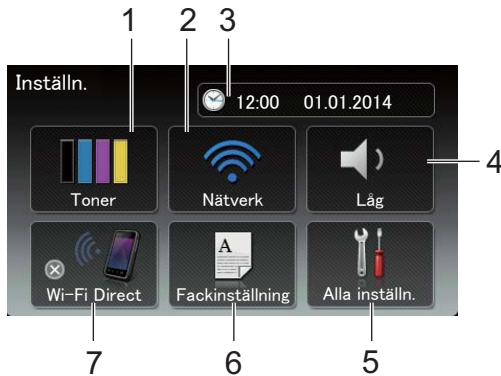 1 2 3
Inställn.
12:00 01.01.2014
4
Toner Nätverk Låg
A
Wi-Fi Direct Fackinställning Alla inställn.
7 6 5